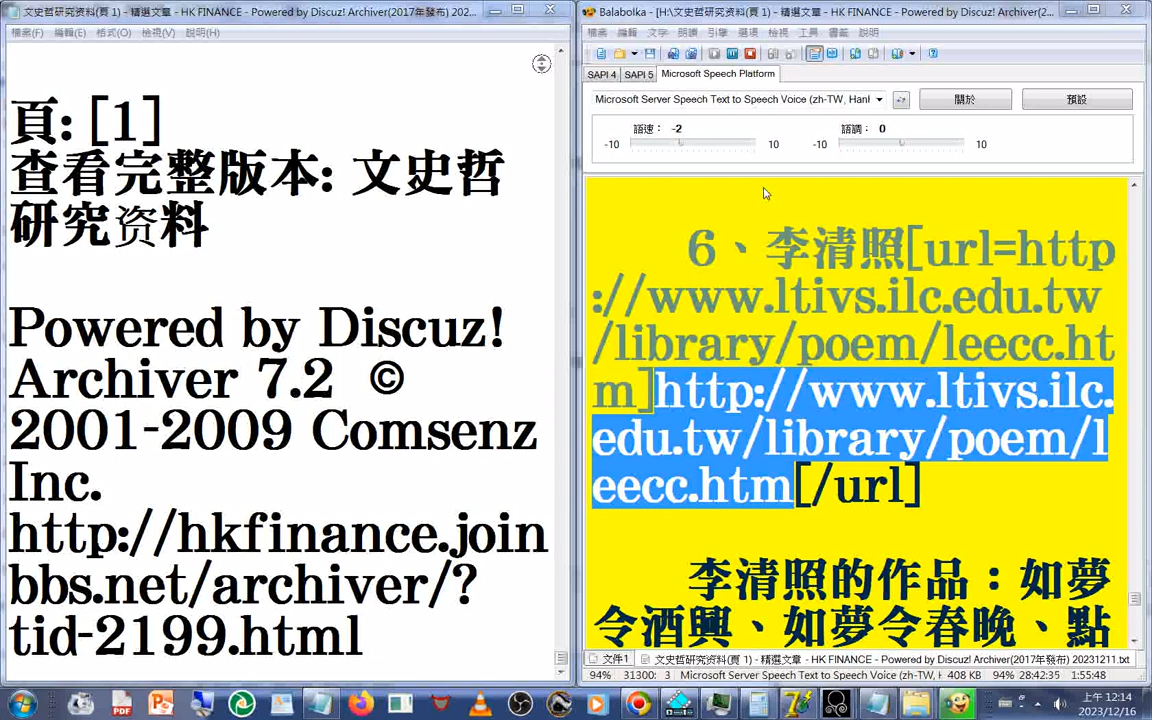 文史哲研究资料(頁 1) - 精選文章 - HK FINANCE - Powered by Discuz! Archiver(2017年發布) 202...
檔案(F) 編輯(E) 格式(O) 檢視(V) 說明(H)
頁: [1]
查看完整版本: 文史哲
研究资料
Powered by Discuz!
Archiver 7.2 ©
2001-2009 Comsenz
Inc.
http://hkfinance.join
bbs.net/archiver/?
tid-2199.html
Balabolka - [H:\文史哲研究资料(頁 1) - 精選文章 - HK FINANCE - Powered by Discuz! Archiver(2...
檔案 編輯 文字 朗讀 引擎 選項 檢視 工具 書籤 說明
SAPI 4 SAPI 5 Microsoft Speech Platform
Microsoft Server Speech Text to Speech Voice (zh-TW, Hanl
關於 預設
語速： -2 語調： 0
-10 10 -10 10
6、李清照[url=http
://www.ltivs.ilc.edu.tw
/library/poem/leecc.ht
m]http://www.ltivs.ilc.
edu.tw/library/poem/l
eecc.htm[/url]
李清照的作品：如夢
令酒興、如夢令春晚、點
文件1 文史哲研究资料(頁 1) - 精選文章 - HK FINANCE - Powered by Discuz! Archiver(2017年發布) 20231211.txt
94% 31300: 3 Microsoft Server Speech Text to Speech Voice (zh-TW, HanHan) 408 KB 94% 28:42:35 1:55:48
上午 12:14
2023/12/16